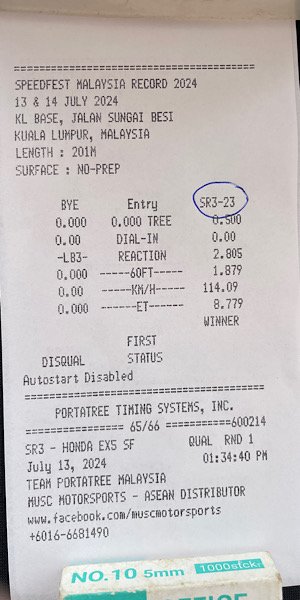 ========================================
SPEEDFEST MALAYSIA RECORD 2024
13 & 14 JULY 2024
KL BASE, JALAN SUNGAI BESI
KUALA LUMPUR, MALAYSIA
LENGTH : 201M
SURFACE : NO-PREP
========================================
BYE Entry SR3-23
0.000 0.000 TREE 0.500
0.00 DIAL-IN 0.00
-LB3- REACTION 2.805
0.000 ------60FT------ 1.879
0.00 -----KM/H----- 114.09
0.000 ------ET------ 8.779
WINNER
FIRST
DISQUAL STATUS
Autostart Disabled
========================================
PORTATREE TIMING SYSTEMS, INC.
================ 65/66 ===========600214
SR3 - HONDA EX5 SF QUAL RND 1
July 13, 2024 01:34:40 PM
TEAM PORTATREE MALAYSIA
MUSC MOTORSPORTS - ASEAN DISTRIBUTOR
www.facebook.com/muscmotorsports
+6016-6681490
NO.10 5mm 1000stcks